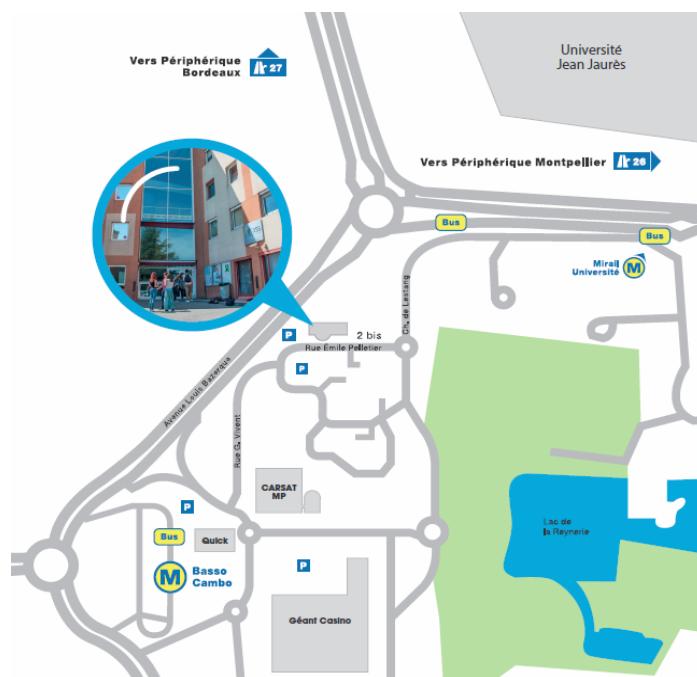 Université
Jean Jaurès
Vers Périphérique
Bordeaux
27
Vers Périphérique Montpellier
26
Bus
Bus
Mirail
Université
M
Ch. de Lestang
P
2 bis
Rue Emile Pelletier
P
Avenue Louis Bazerque
Rue G. Vivent
CARSAT
MP
P
Bus
Quick
Lac de
la Reynerie
M
Basso
Cambo
P
Géant Casino